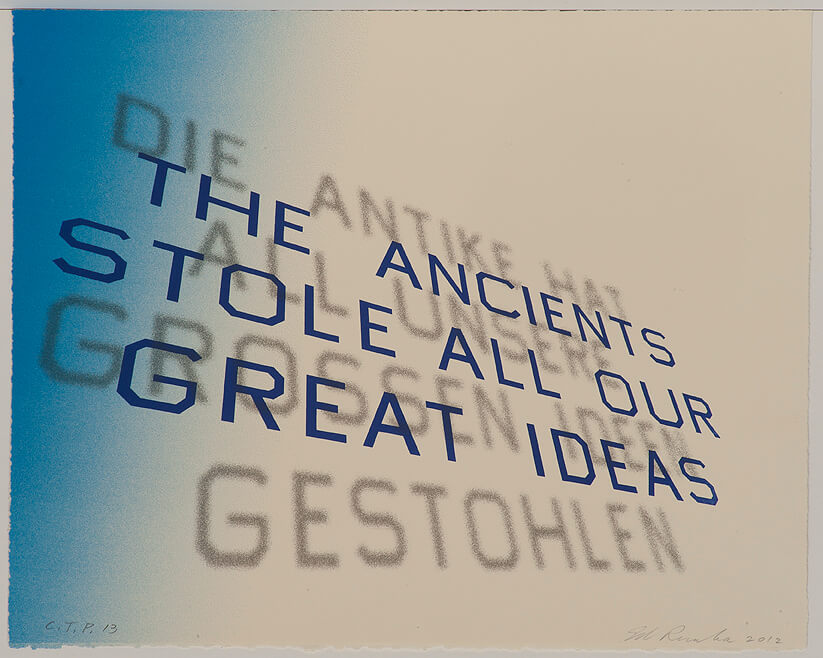 DIE ANTIKE HAT
ALL UNSERE
GROSSEN IDEEN
GESTOHLEN
THE ANCIENTS
STOLE ALL OUR
GREAT IDEAS
C.T.P. 13
Ed Ruscha 2012